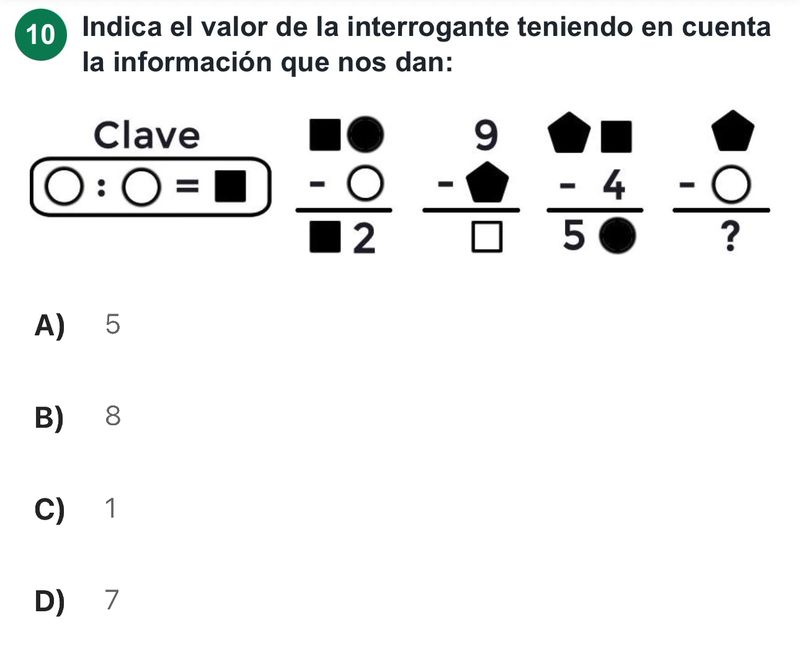 10 Indica el valor de la interrogante teniendo en cuenta
la información que nos dan:
Clave
○ : ○ = ■
■●
- ○
■ 2
9
- ⬟
□
⬟■
- 4
5 ●
⬟
- ○
?
A) 5
B) 8
C) 1
D) 7